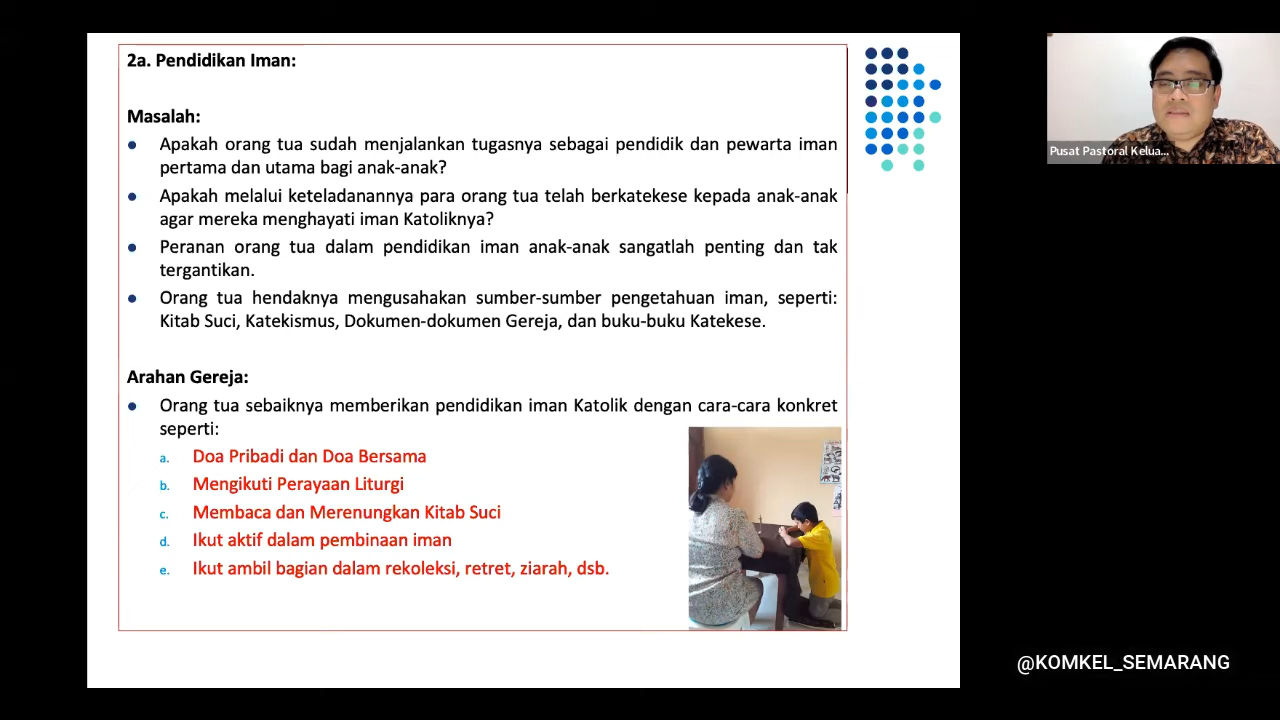 2a. Pendidikan Iman:
Masalah:
Apakah orang tua sudah menjalankan tugasnya sebagai pendidik dan pewarta iman
pertama dan utama bagi anak-anak?
Apakah melalui keteladanannya para orang tua telah berkatekese kepada anak-anak
agar mereka menghayati iman Katoliknya?
Peranan orang tua dalam pendidikan iman anak-anak sangatlah penting dan tak
tergantikan.
Orang tua hendaknya mengusahakan sumber-sumber pengetahuan iman, seperti:
Kitab Suci, Katekismus, Dokumen-dokumen Gereja, dan buku-buku Katekese.
Arahan Gereja:
Orang tua sebaiknya memberikan pendidikan iman Katolik dengan cara-cara konkret
seperti:
a. Doa Pribadi dan Doa Bersama
b. Mengikuti Perayaan Liturgi
c. Membaca dan Merenungkan Kitab Suci
d. Ikut aktif dalam pembinaan iman
e. Ikut ambil bagian dalam rekoleksi, retret, ziarah, dsb.
Pusat Pastoral Kelua...
@KOMKEL_SEMARANG